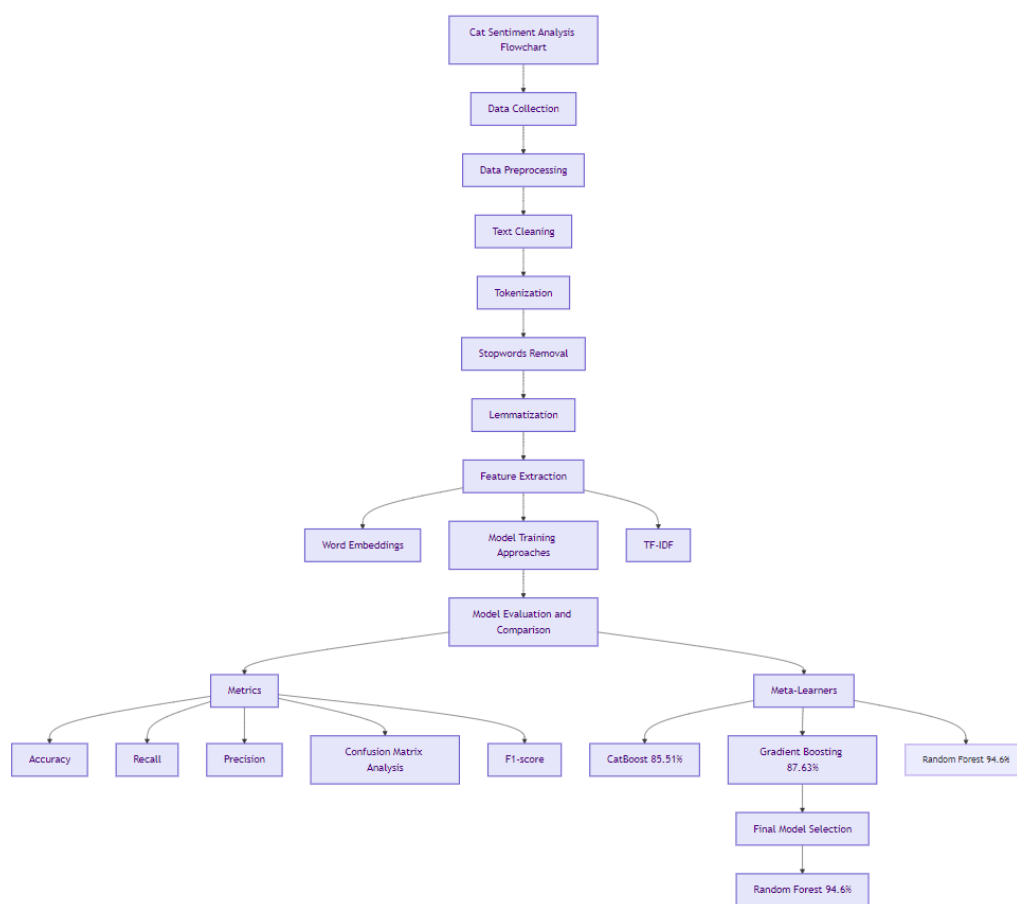 Cat Sentiment Analysis
Flowchart
Data Collection
Data Preprocessing
Text Cleaning
Tokenization
Stopwords Removal
Lemmatization
Feature Extraction
Word Embeddings
Model Training
Approaches
TF-IDF
Model Evaluation and
Comparison
Metrics
Meta-Learners
Accuracy
Recall
Precision
Confusion Matrix
Analysis
F1-score
CatBoost 85.51%
Gradient Boosting
87.63%
Random Forest 94.6%
Final Model Selection
Random Forest 94.6%